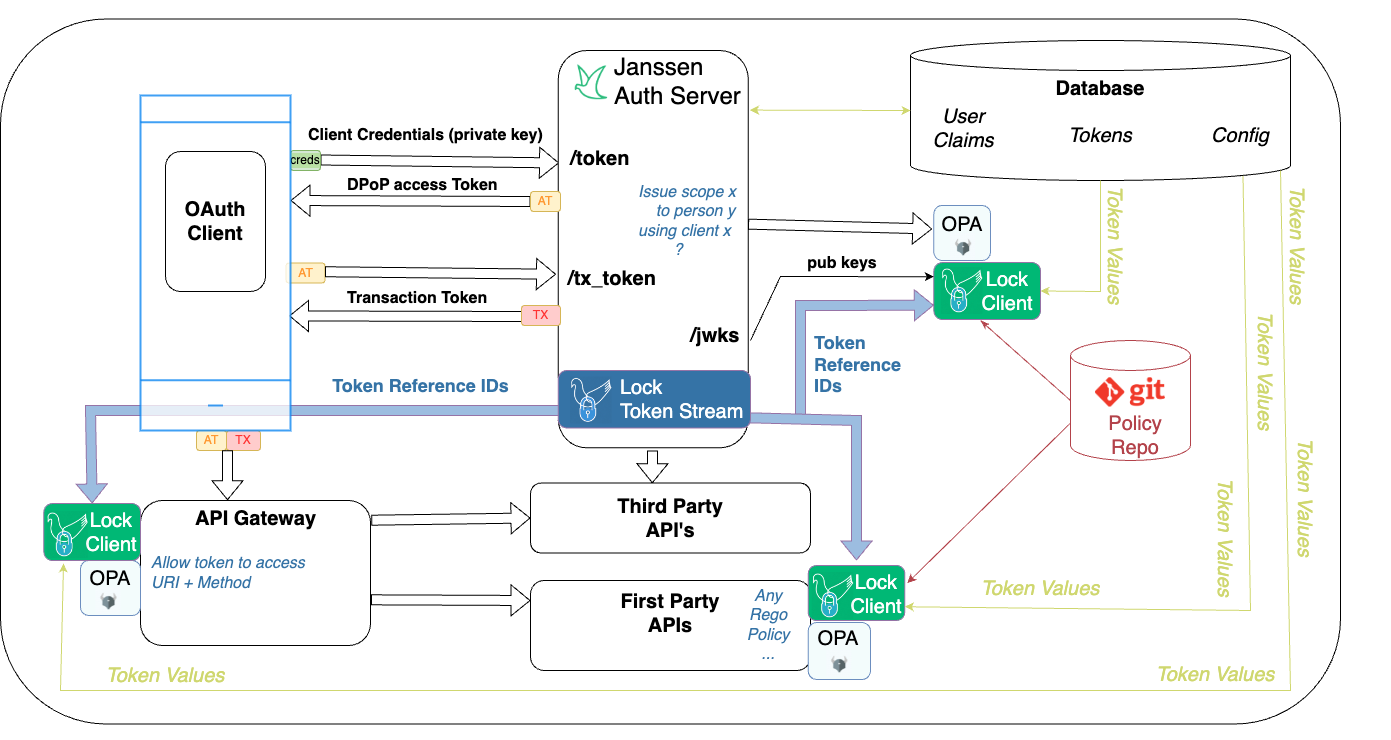 Janssen
Auth Server
Database
User
Claims
Tokens
Config
Client Credentials (private key)
creds
/token
DPoP access Token
AT
OAuth
Client
Issue scope x
to person y
using client x
?
OPA
pub keys
Lock
Client
Token Values
Token Values
AT
/tx_token
Transaction Token
TX
/jwks
Token
Reference
IDs
git
Policy
Repo
Token Values
Token Reference IDs
Lock
Token Stream
AT
TX
Token Values
Token Values
Lock
Client
OPA
API Gateway
Allow token to access
URI + Method
Third Party
API's
First Party
APIs
Any
Rego
Policy
...
Lock
Client
OPA
Token Values
Token Values
Token Values